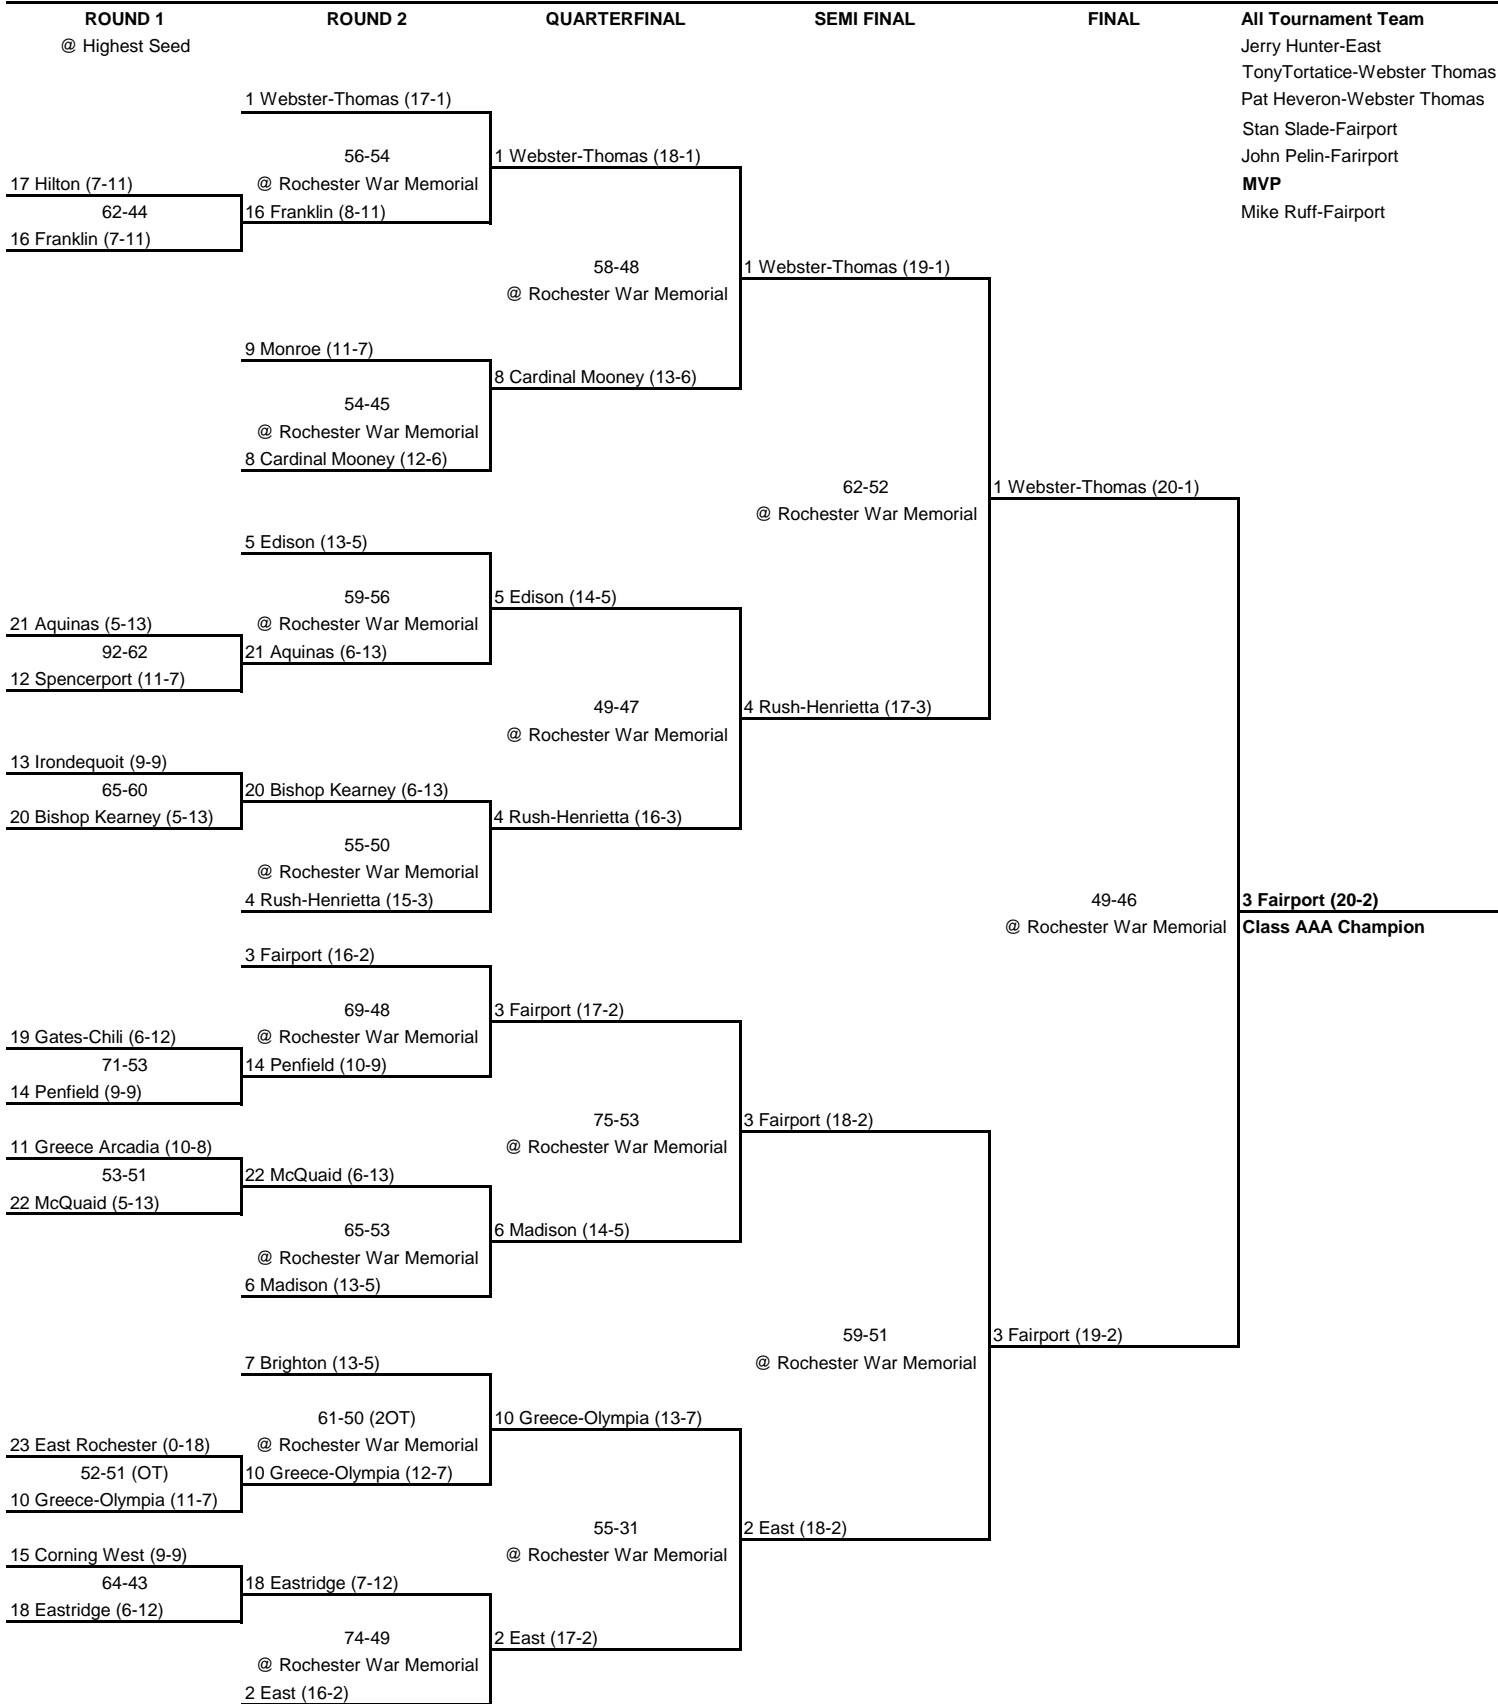 ROUND 1 ROUND 2 QUARTERFINAL SEMI FINAL FINAL All Tournament Team
@ Highest Seed Jerry Hunter-East
TonyTortatice-Webster Thomas
1 Webster-Thomas (17-1) Pat Heveron-Webster Thomas
Stan Slade-Fairport
56-54 1 Webster-Thomas (18-1) John Pelin-Farirport
17 Hilton (7-11) @ Rochester War Memorial MVP
62-44 16 Franklin (8-11) Mike Ruff-Fairport
16 Franklin (7-11)
58-48 1 Webster-Thomas (19-1)
@ Rochester War Memorial
9 Monroe (11-7)
8 Cardinal Mooney (13-6)
54-45
@ Rochester War Memorial
8 Cardinal Mooney (12-6)
62-52 1 Webster-Thomas (20-1)
@ Rochester War Memorial
5 Edison (13-5)
59-56 5 Edison (14-5)
21 Aquinas (5-13) @ Rochester War Memorial
92-62 21 Aquinas (6-13)
12 Spencerport (11-7)
49-47 4 Rush-Henrietta (17-3)
@ Rochester War Memorial
13 Irondequoit (9-9)
65-60 20 Bishop Kearney (6-13)
20 Bishop Kearney (5-13) 4 Rush-Henrietta (16-3)
55-50
@ Rochester War Memorial
4 Rush-Henrietta (15-3) 49-46 3 Fairport (20-2)
@ Rochester War Memorial Class AAA Champion
3 Fairport (16-2)
69-48 3 Fairport (17-2)
19 Gates-Chili (6-12) @ Rochester War Memorial
71-53 14 Penfield (10-9)
14 Penfield (9-9)
75-53 3 Fairport (18-2)
11 Greece Arcadia (10-8) @ Rochester War Memorial
53-51 22 McQuaid (6-13)
22 McQuaid (5-13)
65-53 6 Madison (14-5)
@ Rochester War Memorial
6 Madison (13-5)
59-51 3 Fairport (19-2)
7 Brighton (13-5) @ Rochester War Memorial
61-50 (2OT) 10 Greece-Olympia (13-7)
23 East Rochester (0-18) @ Rochester War Memorial
52-51 (OT) 10 Greece-Olympia (12-7)
10 Greece-Olympia (11-7)
55-31 2 East (18-2)
15 Corning West (9-9) @ Rochester War Memorial
64-43 18 Eastridge (7-12)
18 Eastridge (6-12)
74-49 2 East (17-2)
@ Rochester War Memorial
2 East (16-2)